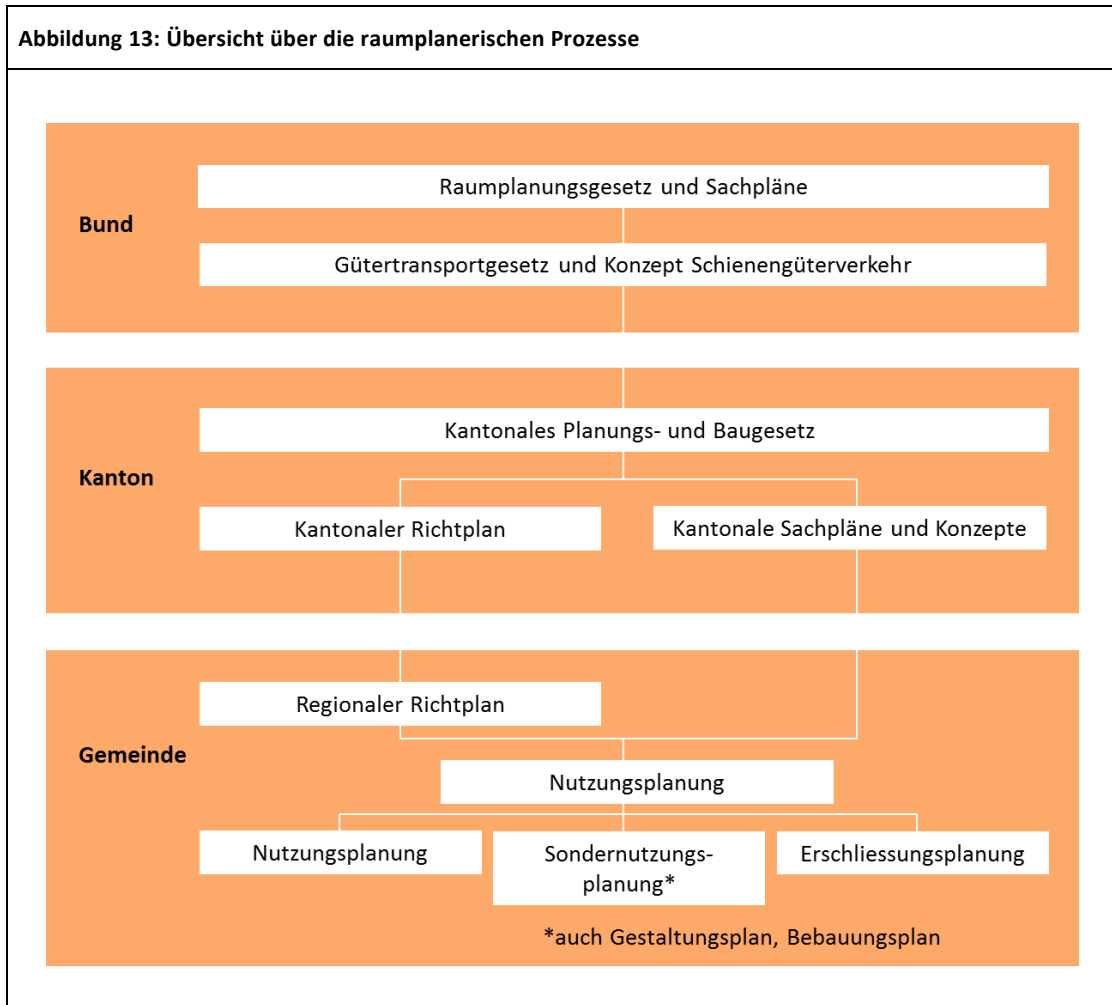 Abbildung 13: Übersicht über die raumplanerischen Prozesse
Bund
Raumplanungsgesetz und Sachpläne
Gütertransportgesetz und Konzept Schienengüterverkehr
Kanton
Kantonales Planungs- und Baugesetz
Kantonaler Richtplan
Kantonale Sachpläne und Konzepte
Gemeinde
Regionaler Richtplan
Nutzungsplanung
Nutzungsplanung
Sondernutzungs-
planung*
Erschliessungsplanung
*auch Gestaltungsplan, Bebauungsplan